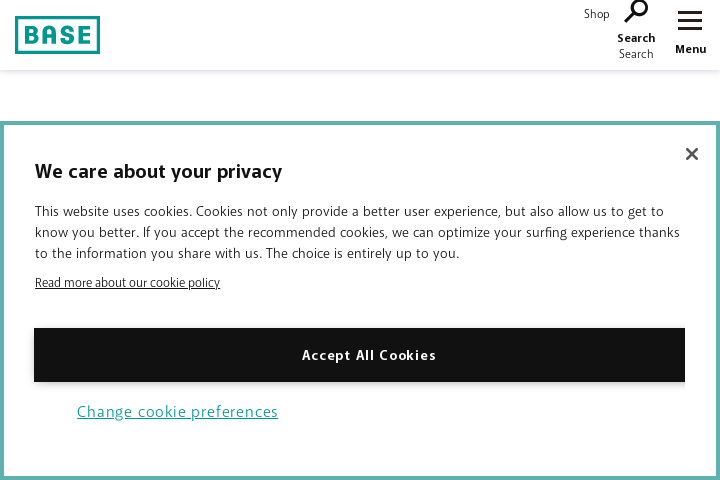 BASE
Shop
Search
Search
Menu
We care about your privacy
This website uses cookies. Cookies not only provide a better user experience, but also allow us to get to
know you better. If you accept the recommended cookies, we can optimize your surfing experience thanks
to the information you share with us. The choice is entirely up to you.
Read more about our cookie policy
Accept All Cookies
Change cookie preferences